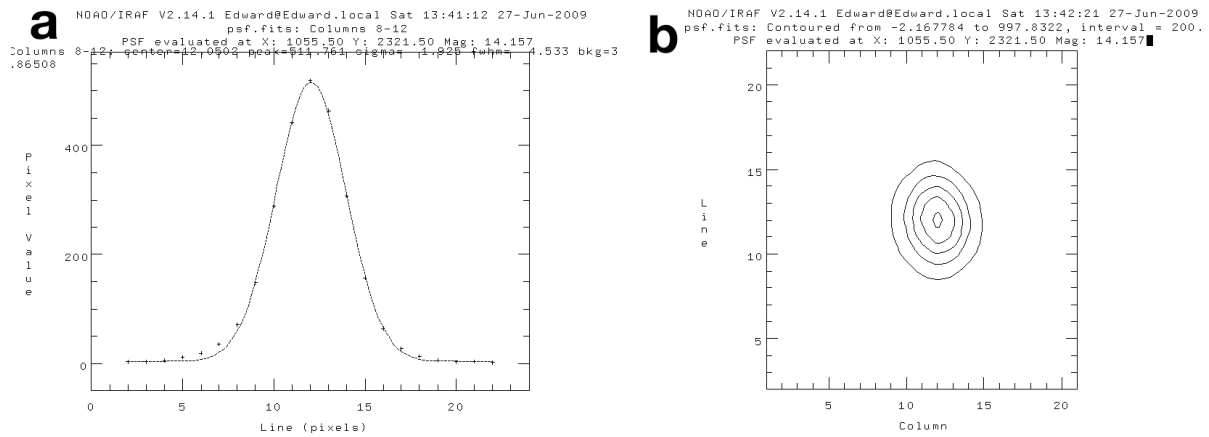 a
NOAO/IRAF V2.14.1 Edward@Edward.local Sat 13:41:12 27-Jun-2009
psf.fits: Columns 8-12
PSF evaluated at X: 1055.50 Y: 2321.50 Mag: 14.157
Columns 8-12: center=12.0502 peak=511.761 sigma= 1.925 fwhm= 4.533 bkg=3
.86508
Pixel Value
400
200
0
0 5 10 15 20
Line (pixels)
b
NOAO/IRAF V2.14.1 Edward@Edward.local Sat 13:42:21 27-Jun-2009
psf.fits: Contoured from -2.167784 to 997.8322, interval = 200.
PSF evaluated at X: 1055.50 Y: 2321.50 Mag: 14.157
Line
20
15
10
5
5 10 15 20
Column